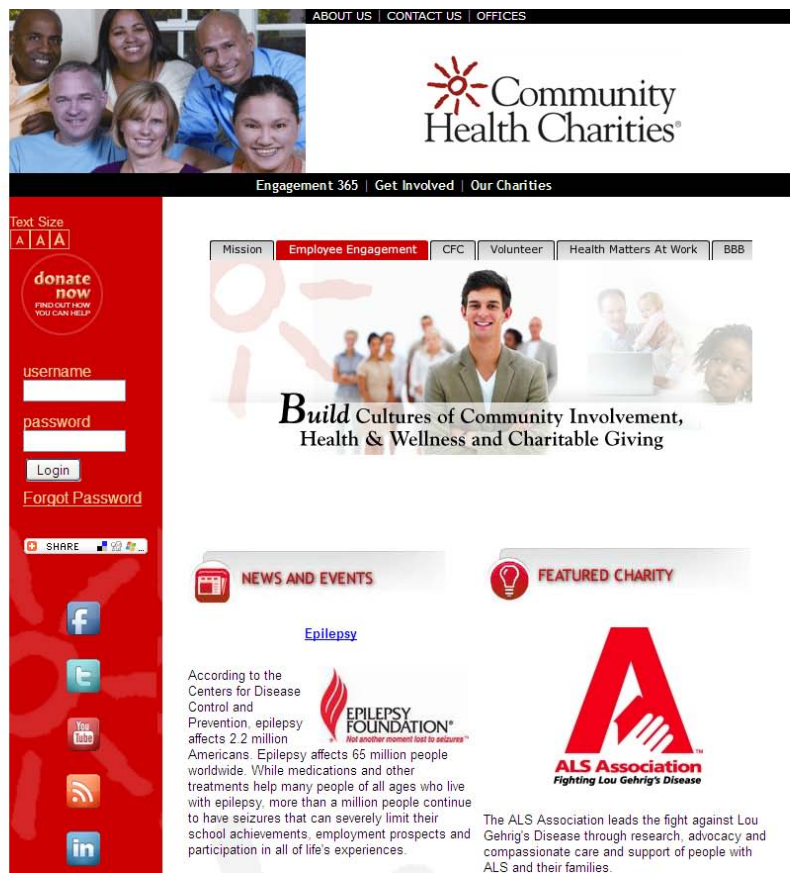 ABOUT US | CONTACT US | OFFICES
Community
Health Charities®
Engagement 365 | Get Involved | Our Charities
Text Size
A A A
donate
now
FIND OUT HOW
YOU CAN HELP
username
password
Login
Forgot Password
SHARE
Mission
Employee Engagement
CFC
Volunteer
Health Matters At Work
BBB
Build Cultures of Community Involvement,
Health & Wellness and Charitable Giving
NEWS AND EVENTS
Epilepsy
According to the
Centers for Disease
Control and
Prevention, epilepsy
affects 2.2 million
Americans. Epilepsy affects 65 million people
worldwide. While medications and other
treatments help many people of all ages who live
with epilepsy, more than a million people continue
to have seizures that can severely limit their
school achievements, employment prospects and
participation in all of life's experiences.
EPILEPSY
FOUNDATION®
Not another moment lost to seizures™
FEATURED CHARITY
ALS Association
Fighting Lou Gehrig's Disease
The ALS Association leads the fight against Lou
Gehrig's Disease through research, advocacy and
compassionate care and support of people with
ALS and their families.
f
t
You
Tube
in